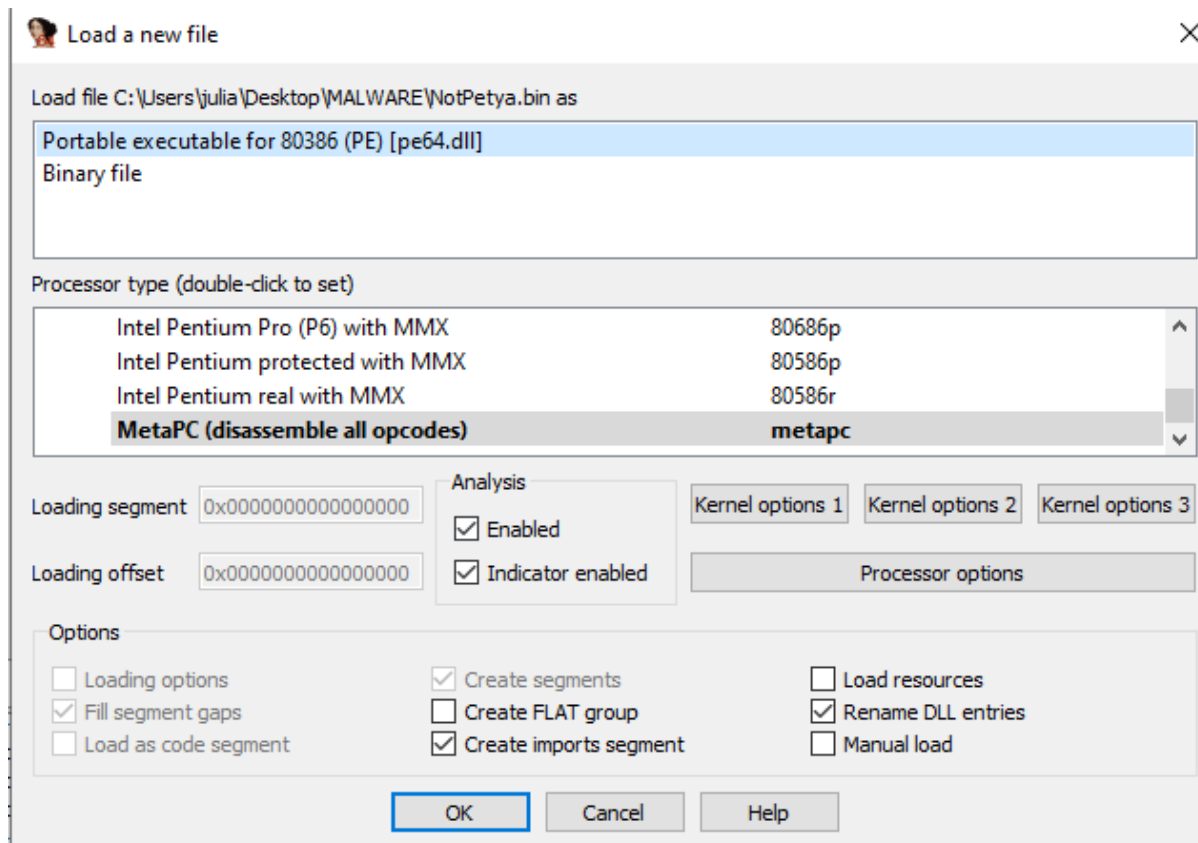 Load a new file
Load file C:\Users\julia\Desktop\MALWARE\NotPetya.bin as
Portable executable for 80386 (PE) [pe64.dll]
Binary file
Processor type (double-click to set)
Intel Pentium Pro (P6) with MMX 80686p
Intel Pentium protected with MMX 80586p
Intel Pentium real with MMX 80586r
MetaPC (disassemble all opcodes) metapc
Loading segment 0x0000000000000000
Loading offset 0x0000000000000000
Analysis
Enabled
Indicator enabled
Kernel options 1 Kernel options 2 Kernel options 3
Processor options
Options
Loading options Create segments Load resources
Fill segment gaps Create FLAT group Rename DLL entries
Load as code segment Create imports segment Manual load
OK Cancel Help